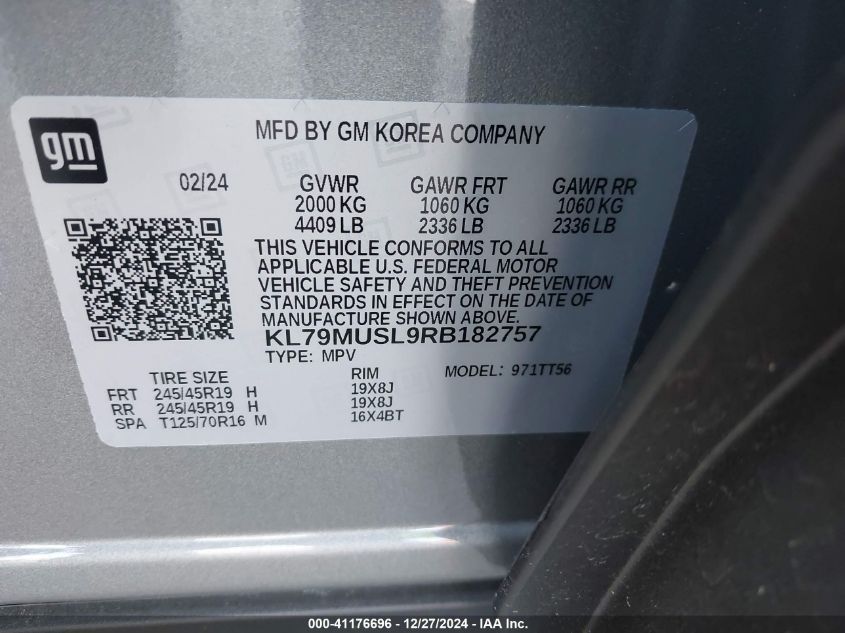 gm
MFD BY GM KOREA COMPANY
02/24
GVWR GAWR FRT GAWR RR
2000 KG 1060 KG 1060 KG
4409 LB 2336 LB 2336 LB
THIS VEHICLE CONFORMS TO ALL
APPLICABLE U.S. FEDERAL MOTOR
VEHICLE SAFETY AND THEFT PREVENTION
STANDARDS IN EFFECT ON THE DATE OF
MANUFACTURE SHOWN ABOVE.
KL79MUSL9RB182757
TYPE: MPV MODEL: 971TT56
TIRE SIZE RIM
FRT 245/45R19 H 19X8J
RR 245/45R19 H 19X8J
SPA T125/70R16 M 16X4BT
000-41176696 - 12/27/2024 - IAA Inc.